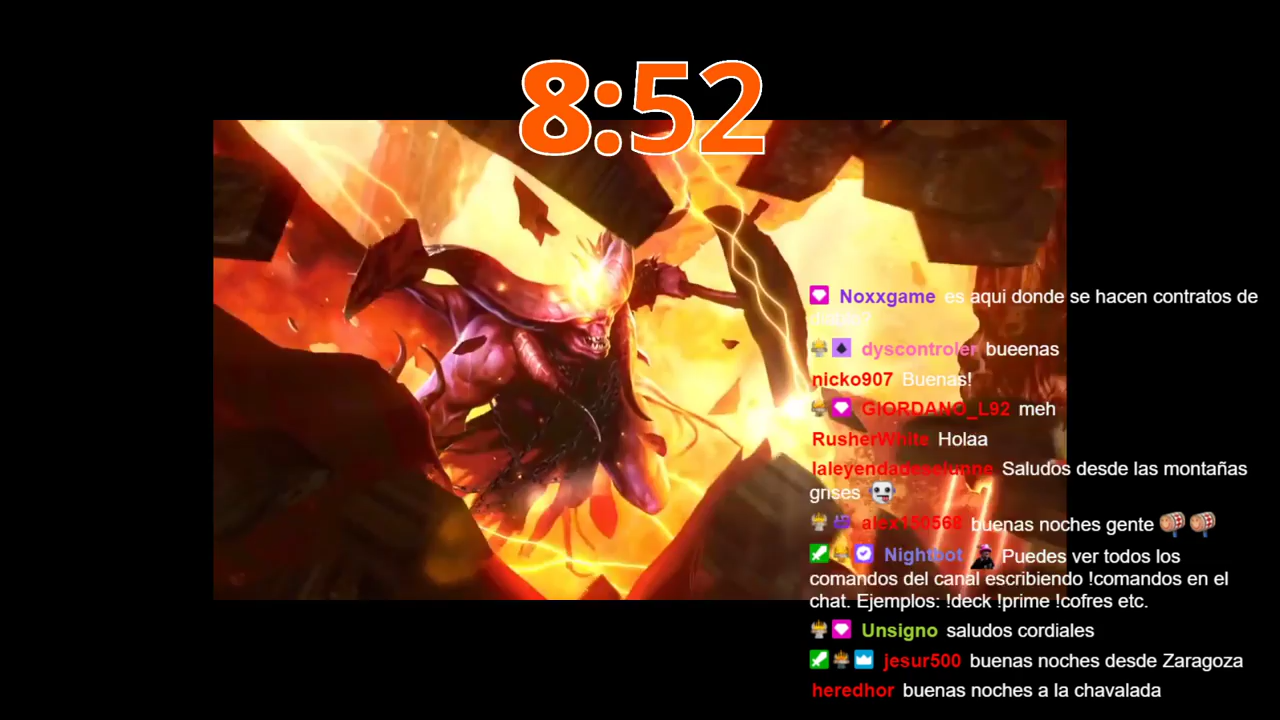 8:52
Noxxgame es aqui donde se hacen contratos de
dyscontroler bueenas
nicko907 Buenas!
GIORDANO_L92 meh
RusherWhite Holaa
laleyendadeselunne Saludos desde las montañas
grises
alex150568 buenas noches gente
Nightbot Puedes ver todos los
comandos del canal escribiendo !comandos en el
chat. Ejemplos: !deck !prime !cofres etc.
Unsigno saludos cordiales
jesur500 buenas noches desde Zaragoza
heredhor buenas noches a la chavalada